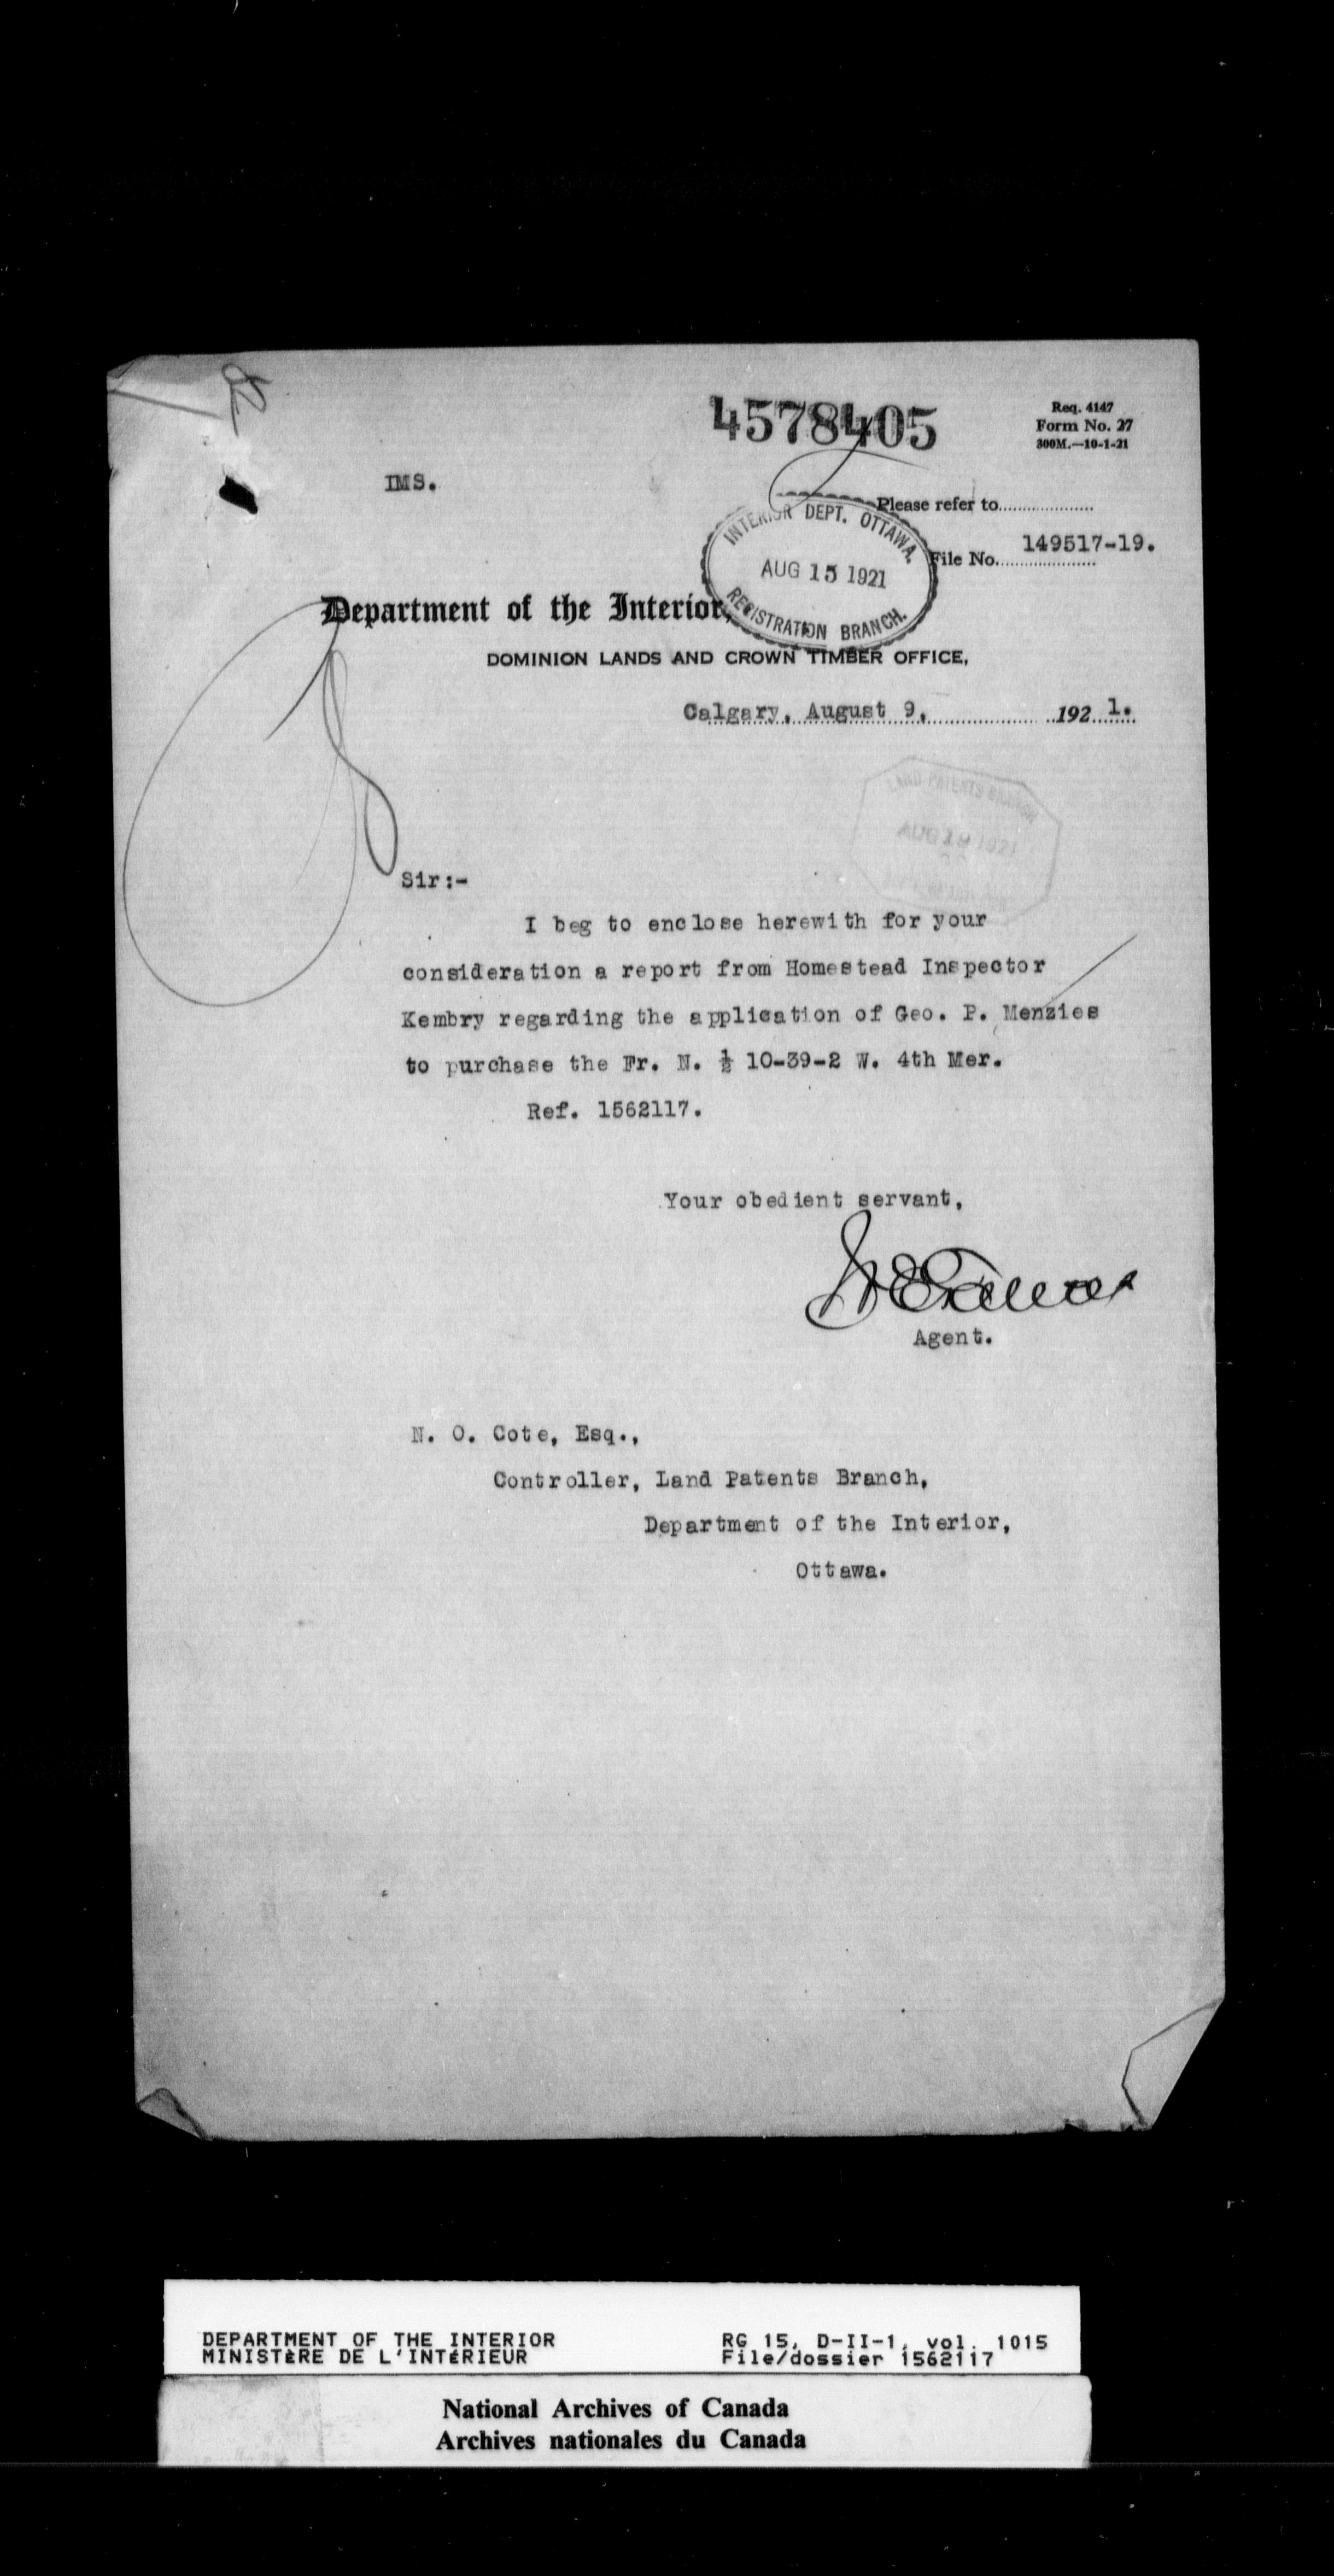 4578405
Req. 4147
Form No. 27
300M.—10-1-21
IMS.
Please refer to
INTERIOR DEPT. OTTAWA.
AUG 15 1921
REGISTRATION BRANCH.
File No. 149517-19.
Department of the Interior,
DOMINION LANDS AND CROWN TIMBER OFFICE,
Calgary, August 9, 1921.
LAND PATENTS BRANCH
AUG 1921
Sir:-
I beg to enclose herewith for your
consideration a report from Homestead Inspector
Kembry regarding the application of Geo. P. Menzies
to purchase the Fr. N. ½ 10-39-2 W. 4th Mer.
Ref. 1562117.
Your obedient servant,
Agent.
N. O. Cote, Esq.,
Controller, Land Patents Branch,
Department of the Interior,
Ottawa.
DEPARTMENT OF THE INTERIOR
MINISTÈRE DE L'INTÉRIEUR
RG 15, D-II-1, vol. 1015
File/dossier 1562117
National Archives of Canada
Archives nationales du Canada